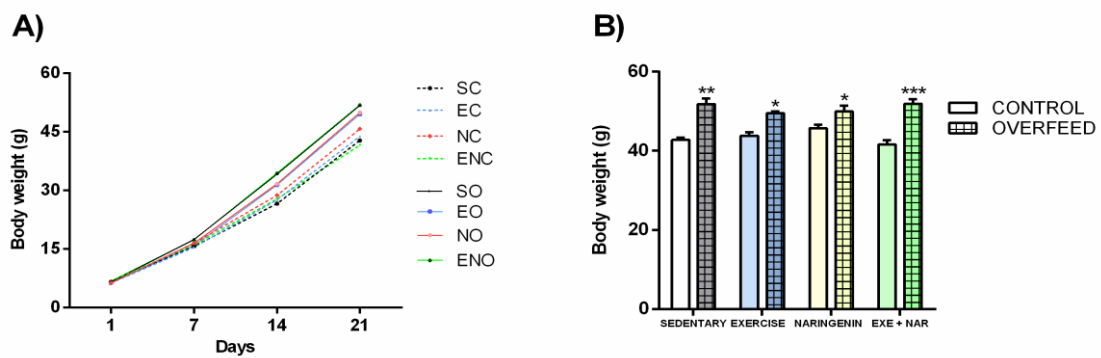 A)
Body weight (g)
60
45
30
15
0
1 7 14 21
Days
SC
EC
NC
ENC
SO
EO
NO
ENO
B)
Body weight (g)
60
40
20
0
** * * ***
SEDENTARY EXERCISE NARINGENIN EXE + NAR
CONTROL
OVERFEED